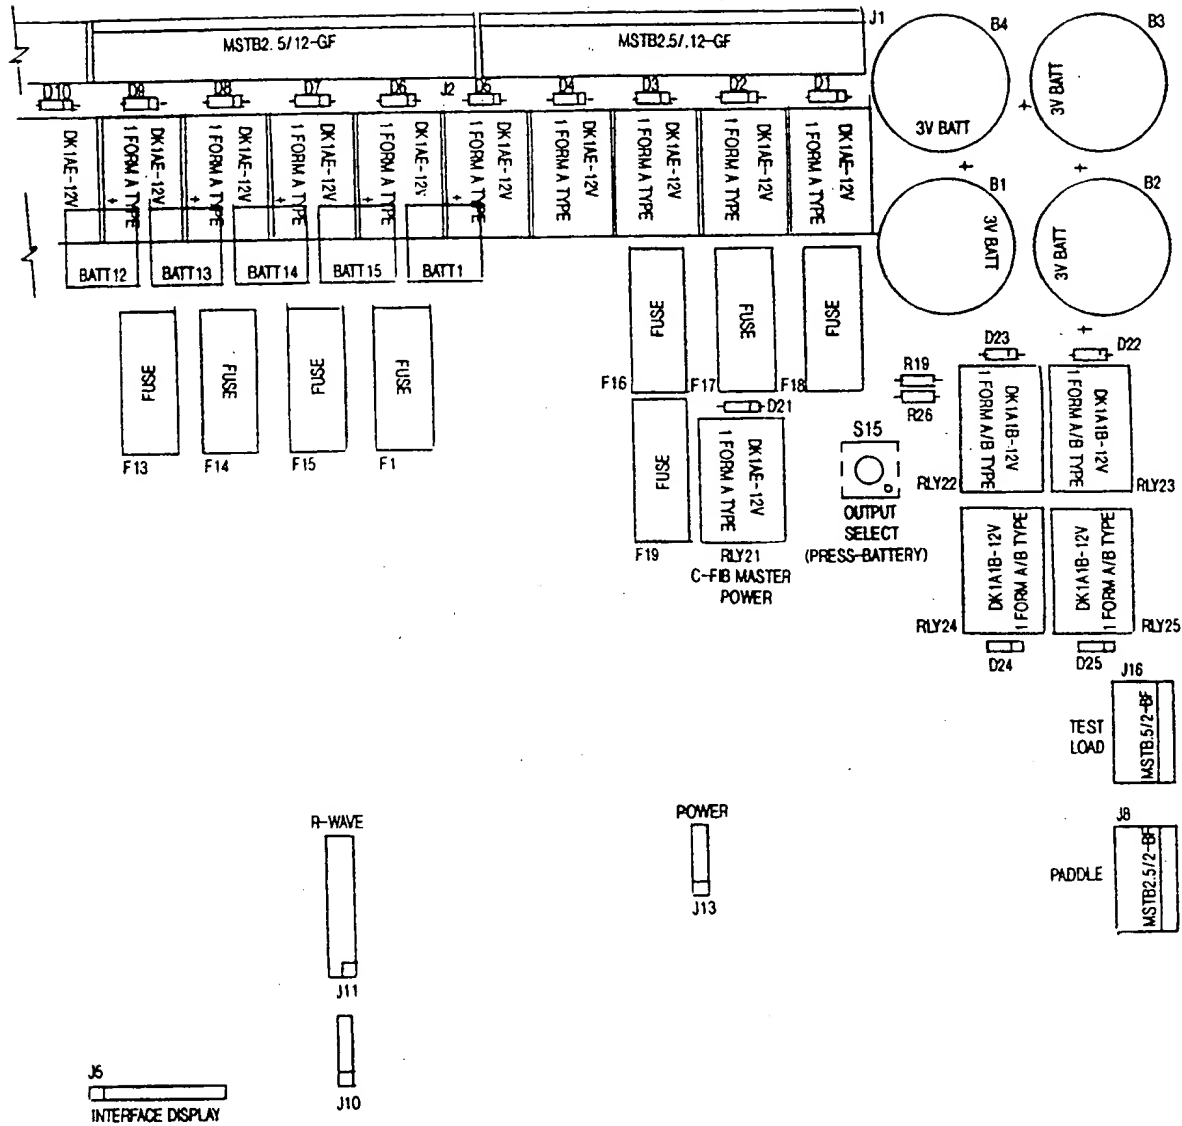 J1
B4
B3
MSTB2. 5/12-GF
MSTB2.5/.12-GF
D10
D9
D8
D7
D6
J2
D5
D4
D3
D2
D1
3V BATT
3V BATT
DK1AE-12V
DK1AE-12V
1 FORM A TYPE
DK1AE-12V
1 FORM A TYPE
DK1AE-12V
1 FORM A TYPE
DK1AE-12V
1 FORM A TYPE
DK1AE-12V
1 FORM A TYPE
DK1AE-12V
1 FORM A TYPE
DK1AE-12V
1 FORM A TYPE
DK1AE-12V
1 FORM A TYPE
DK1AE-12V
1 FORM A TYPE
+
+
+
+
+
+
+
+
+
B1
B2
3V BATT
3V BATT
BATT12
BATT13
BATT14
BATT15
BATT1
FUSE
FUSE
FUSE
FUSE
FUSE
FUSE
FUSE
F16
F17
F18
D23
D22
R19
R26
D21
F13
F14
F15
F1
FUSE
F19
DK1AE-12V
1 FORM A TYPE
RLY21
C-FIB MASTER
POWER
S15
OUTPUT
SELECT
(PRESS-BATTERY)
DK1A1B-12V
1 FORM A/B TYPE
DK1A1B-12V
1 FORM A/B TYPE
RLY22
RLY23
DK1A1B-12V
1 FORM A/B TYPE
DK1A1B-12V
1 FORM A/B TYPE
RLY24
RLY25
D24
D25
J16
TEST
LOAD
MSTB.5/2-BF
J8
PADDLE
MSTB2.5/2-BF
R-WAVE
J11
POWER
J13
J10
J5
INTERFACE DISPLAY